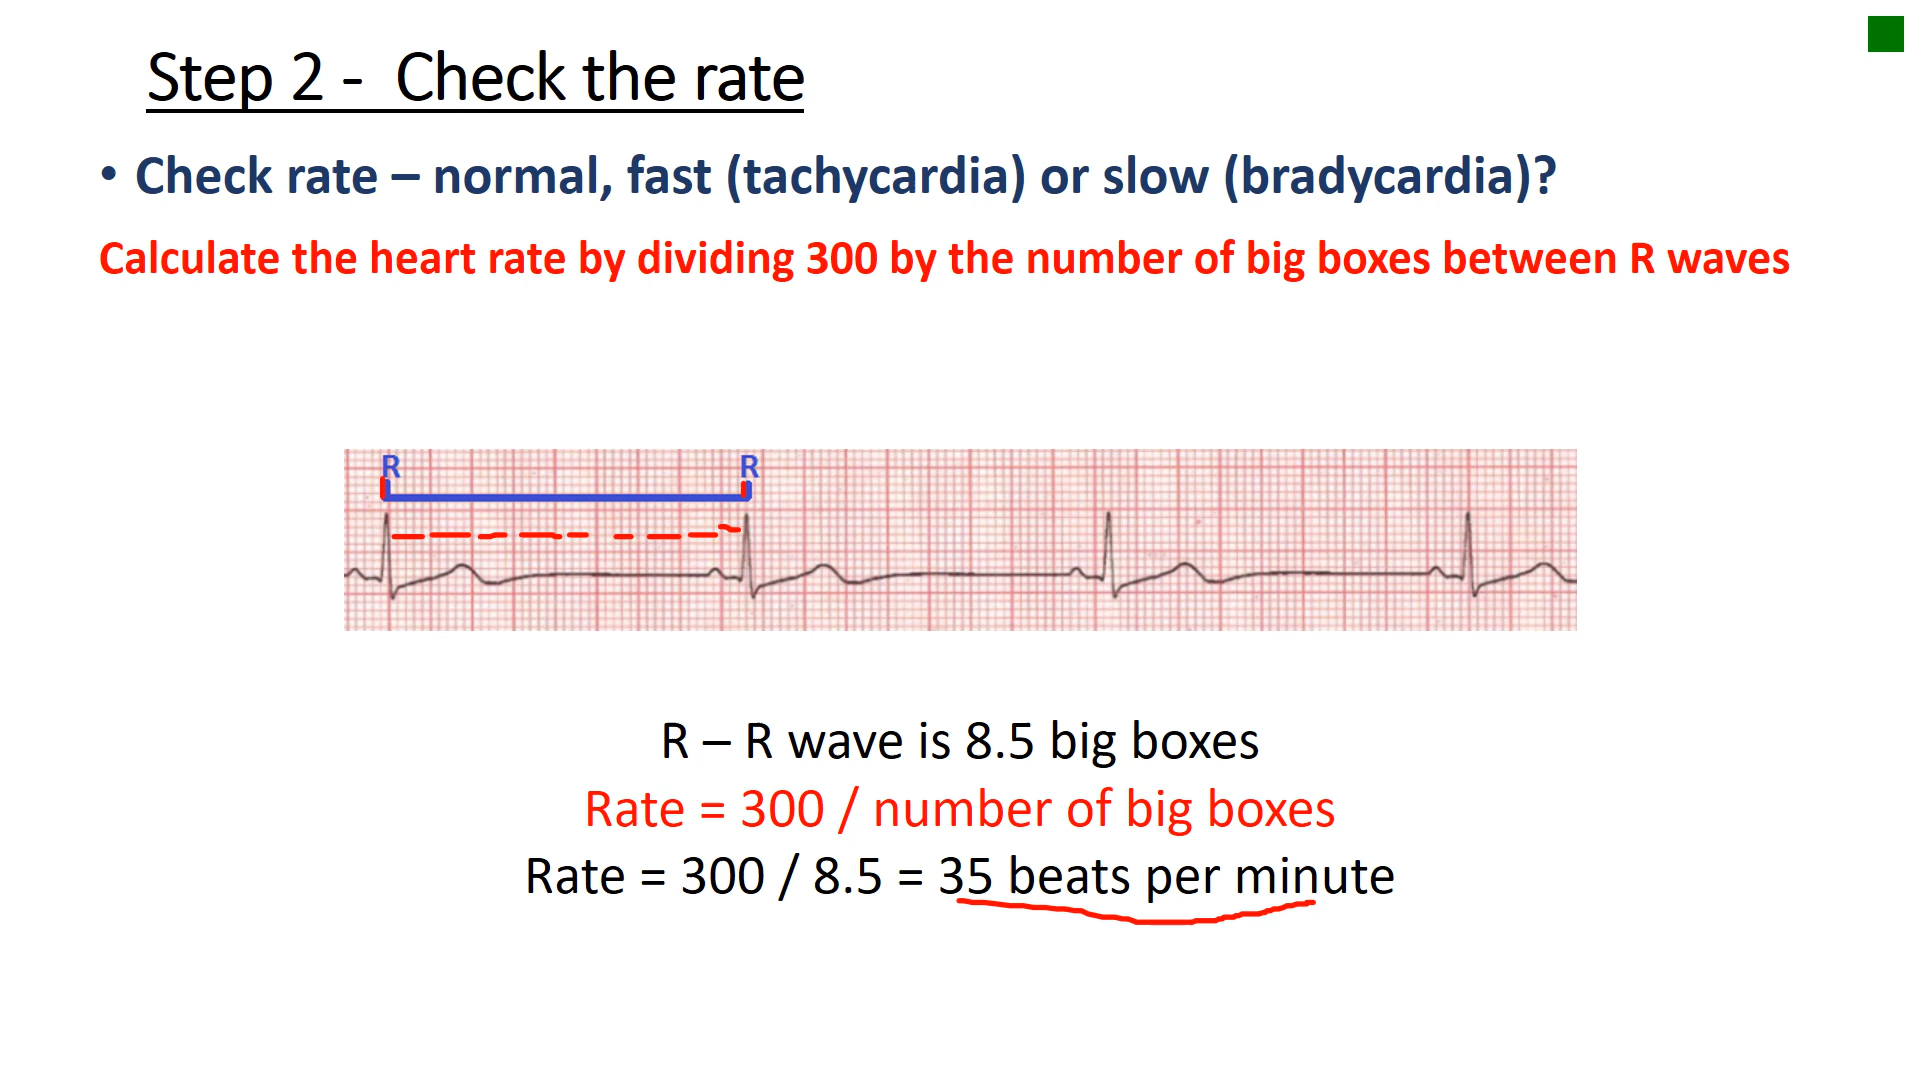 Step 2 - Check the rate
• Check rate – normal, fast (tachycardia) or slow (bradycardia)?
Calculate the heart rate by dividing 300 by the number of big boxes between R waves
R R
R – R wave is 8.5 big boxes
Rate = 300 / number of big boxes
Rate = 300 / 8.5 = 35 beats per minute